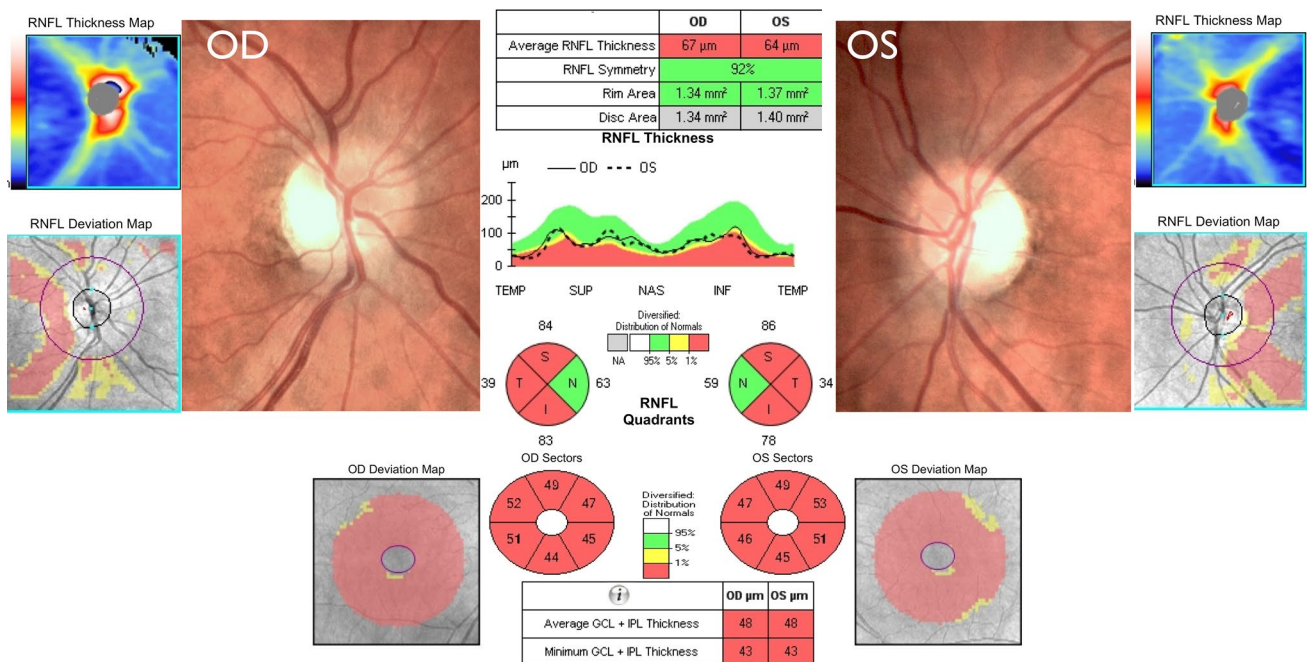 RNFL Thickness Map
OD
OD OS
Average RNFL Thickness 67 µm 64 µm
RNFL Symmetry 92%
Rim Area 1.34 mm² 1.37 mm²
Disc Area 1.34 mm² 1.40 mm²
OS
RNFL Thickness Map
RNFL Thickness
µm OD OS
200
100
0
TEMP SUP NAS INF TEMP
RNFL Deviation Map
RNFL Deviation Map
Diversified:
Distribution of Normals
NA 95% 5% 1%
84
S
39 T N 63
I
83
86
S
59 N T 34
I
78
RNFL
Quadrants
OD Deviation Map
OD Sectors
49
52 47
51 45
44
Diversified:
Distribution
of Normals
95%
5%
1%
OS Sectors
49
47 53
46 51
45
OS Deviation Map
i OD µm OS µm
Average GCL + IPL Thickness 48 48
Minimum GCL + IPL Thickness 43 43